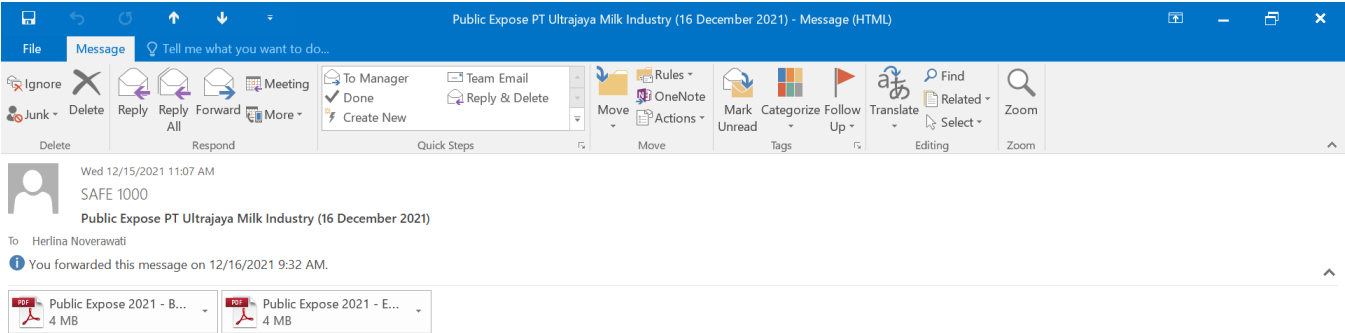 Public Expose PT Ultrajaya Milk Industry (16 December 2021) - Message (HTML)
File Message Tell me what you want to do...
Ignore
Junk
Delete
Reply
Reply All
Forward
Meeting
More
To Manager
Done
Create New
Team Email
Reply & Delete
Move
Rules
OneNote
Actions
Mark Unread
Categorize
Follow Up
Translate
Find
Related
Select
Zoom
Delete Respond Quick Steps Move Tags Editing Zoom
Wed 12/15/2021 11:07 AM
SAFE 1000
Public Expose PT Ultrajaya Milk Industry (16 December 2021)
To Herlina Noverawati
You forwarded this message on 12/16/2021 9:32 AM.
PDF Public Expose 2021 - B...
4 MB
PDF Public Expose 2021 - E...
4 MB